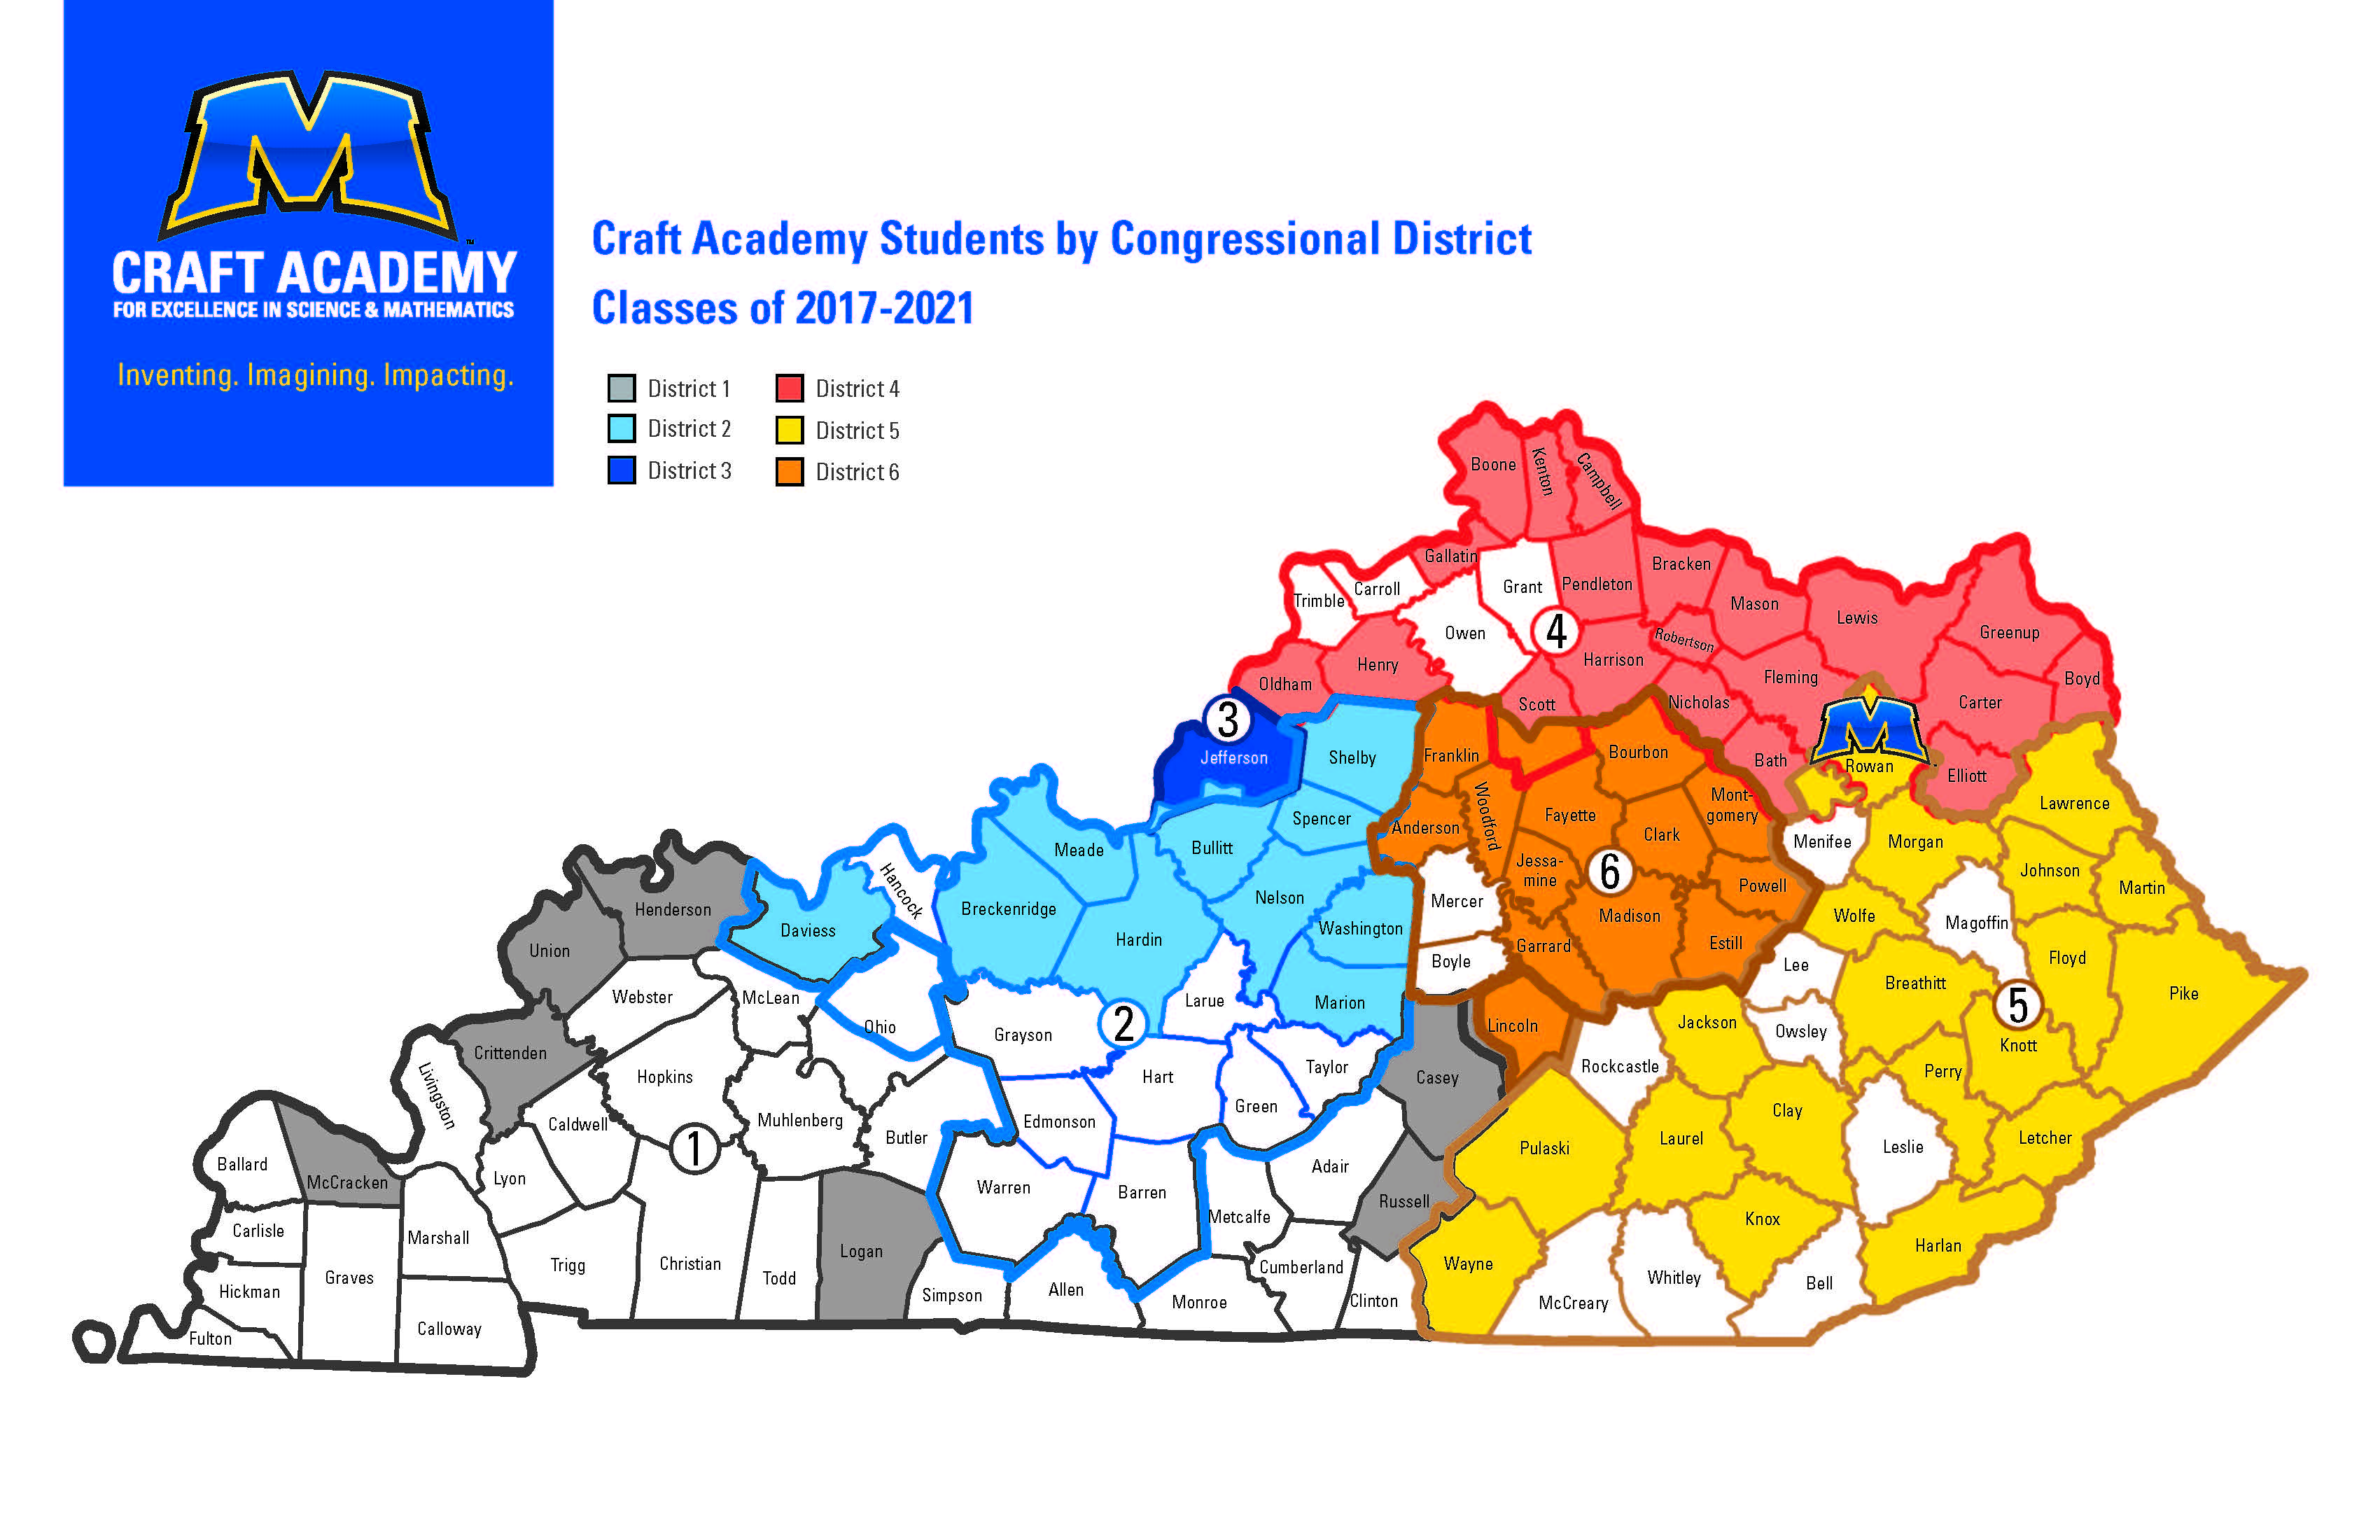 CRAFT ACADEMY
FOR EXCELLENCE IN SCIENCE & MATHEMATICS
Inventing. Imagining. Impacting.
Craft Academy Students by Congressional District
Classes of 2017-2021
District 1
District 2
District 3
District 4
District 5
District 6
Boone
Kenton
Campbell
Gallatin
Carroll
Trimble
Grant
Pendleton
Bracken
Mason
Lewis
Greenup
Owen
4
Robertson
Henry
Harrison
Oldham
Fleming
Boyd
Scott
Nicholas
Carter
3
Jefferson
Shelby
Franklin
Bourbon
Bath
TM
Rowan
Elliott
Spencer
Anderson
Woodford
Fayette
Mont-
gomery
Clark
Lawrence
Menifee
Morgan
Meade
Bullitt
Jessa-
mine
6
Johnson
Martin
Hancock
Breckenridge
Nelson
Mercer
Powell
Wolfe
Magoffin
Henderson
Daviess
Hardin
Washington
Madison
Garrard
Estill
Floyd
Union
Boyle
Lee
Breathitt
Pike
Webster
McLean
Larue
Marion
5
Ohio
Grayson
2
Lincoln
Jackson
Owsley
Knott
Crittenden
Livingston
Hopkins
Hart
Taylor
Casey
Rockcastle
Perry
Green
Clay
Caldwell
Muhlenberg
Edmonson
Butler
1
Pulaski
Laurel
Leslie
Letcher
Ballard
McCracken
Lyon
Warren
Barren
Adair
Russell
Carlisle
Marshall
Metcalfe
Knox
Harlan
Logan
Trigg
Christian
Todd
Cumberland
Wayne
Whitley
Bell
Graves
Hickman
Simpson
Allen
Monroe
Clinton
McCreary
Fulton
Calloway